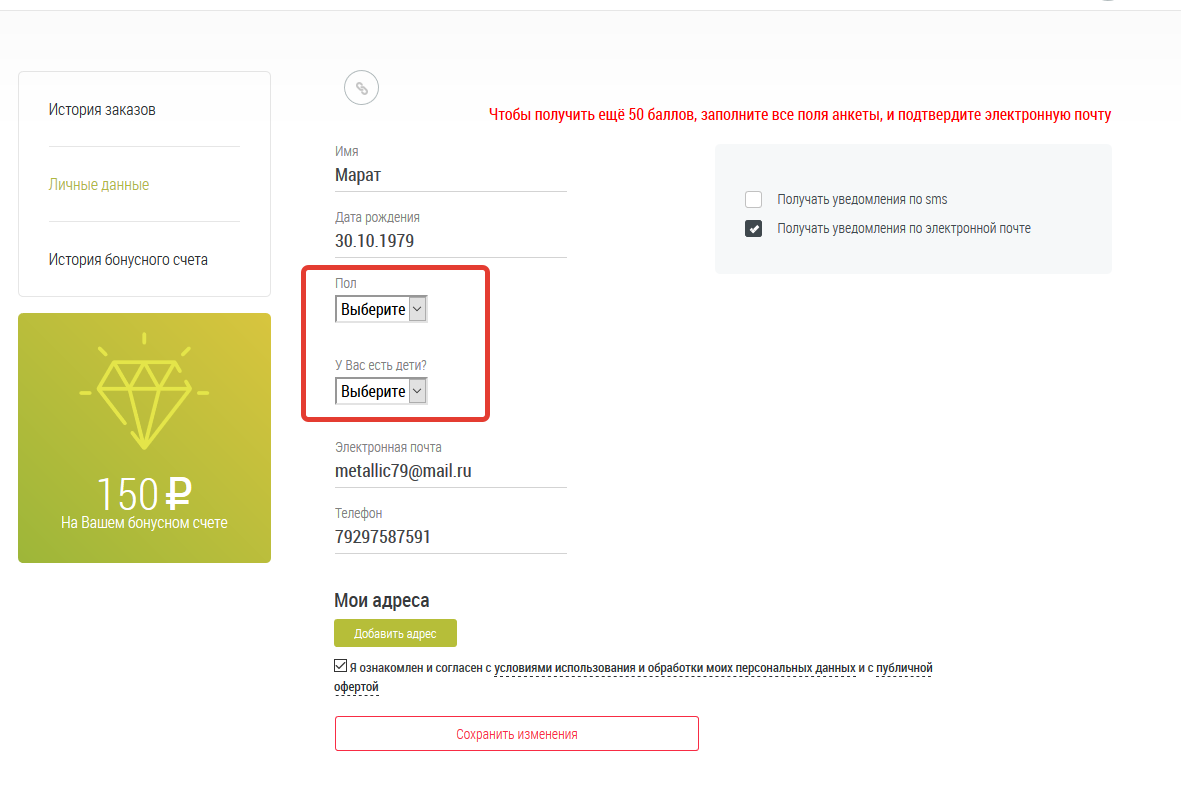 История заказов
Личные данные
История бонусного счета
150 ₽
На Вашем бонусном счете
Чтобы получить ещё 50 баллов, заполните все поля анкеты, и подтвердите электронную почту
Имя
Марат
Дата рождения
30.10.1979
Пол
Выберите
У Вас есть дети?
Выберите
Электронная почта
metallic79@mail.ru
Телефон
79297587591
Получать уведомления по sms
Получать уведомления по электронной почте
Мои адреса
Добавить адрес
Я ознакомлен и согласен с условиями использования и обработки моих персональных данных и с публичной
офертой
Сохранить изменения